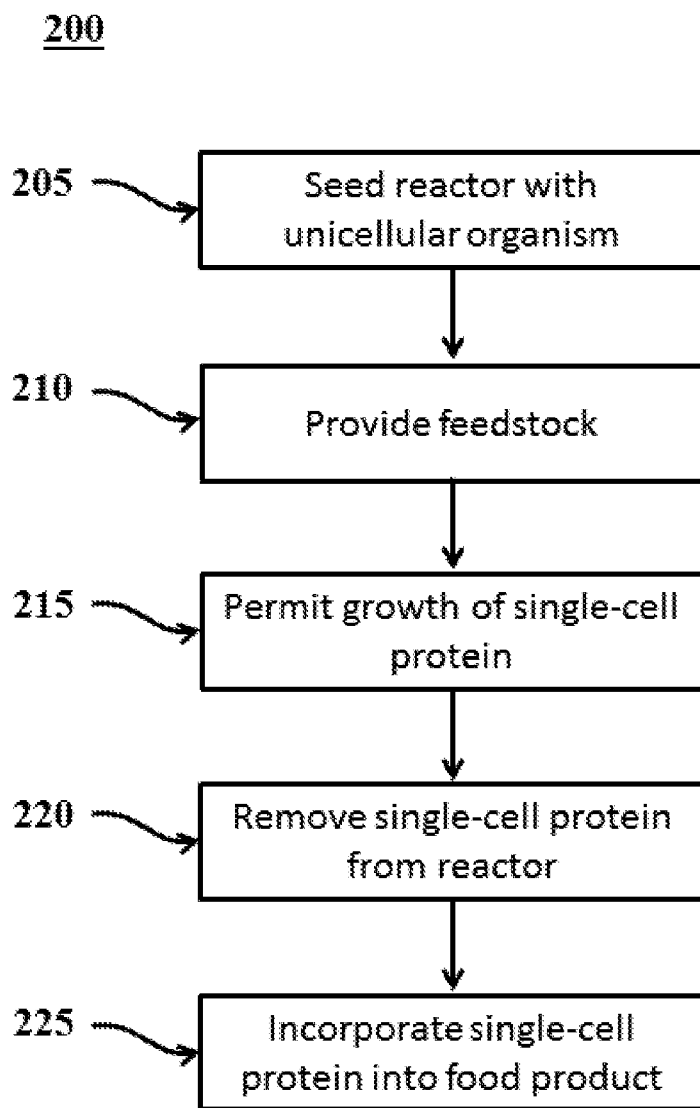 200
205
Seed reactor with
unicellular organism
210
Provide feedstock
215
Permit growth of single-cell
protein
220
Remove single-cell protein
from reactor
225
Incorporate single-cell
protein into food product